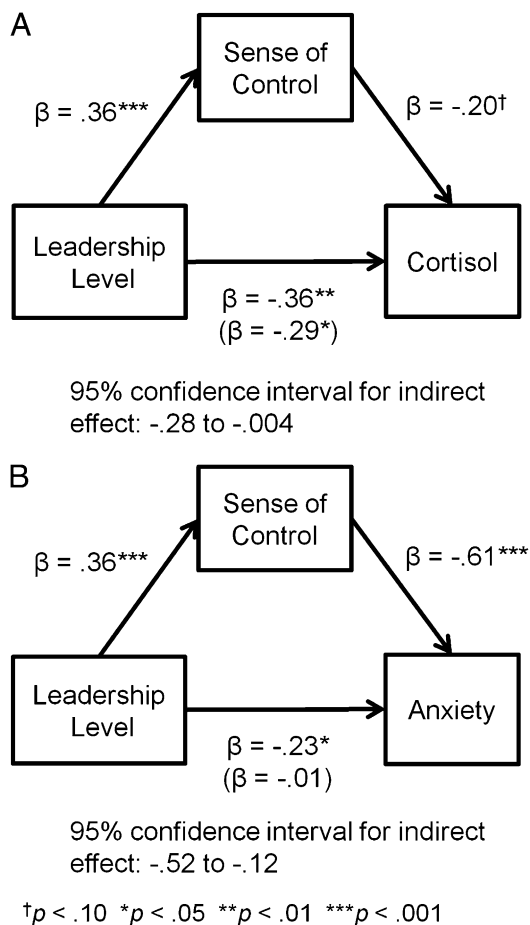 A
Sense of
Control
β = .36***
β = -.20†
Leadership
Level
Cortisol
β = -.36**
(β = -.29*)
95% confidence interval for indirect
effect: -.28 to -.004
B
Sense of
Control
β = .36***
β = -.61***
Leadership
Level
Anxiety
β = -.23*
(β = -.01)
95% confidence interval for indirect
effect: -.52 to -.12
†p < .10 *p < .05 **p < .01 ***p < .001